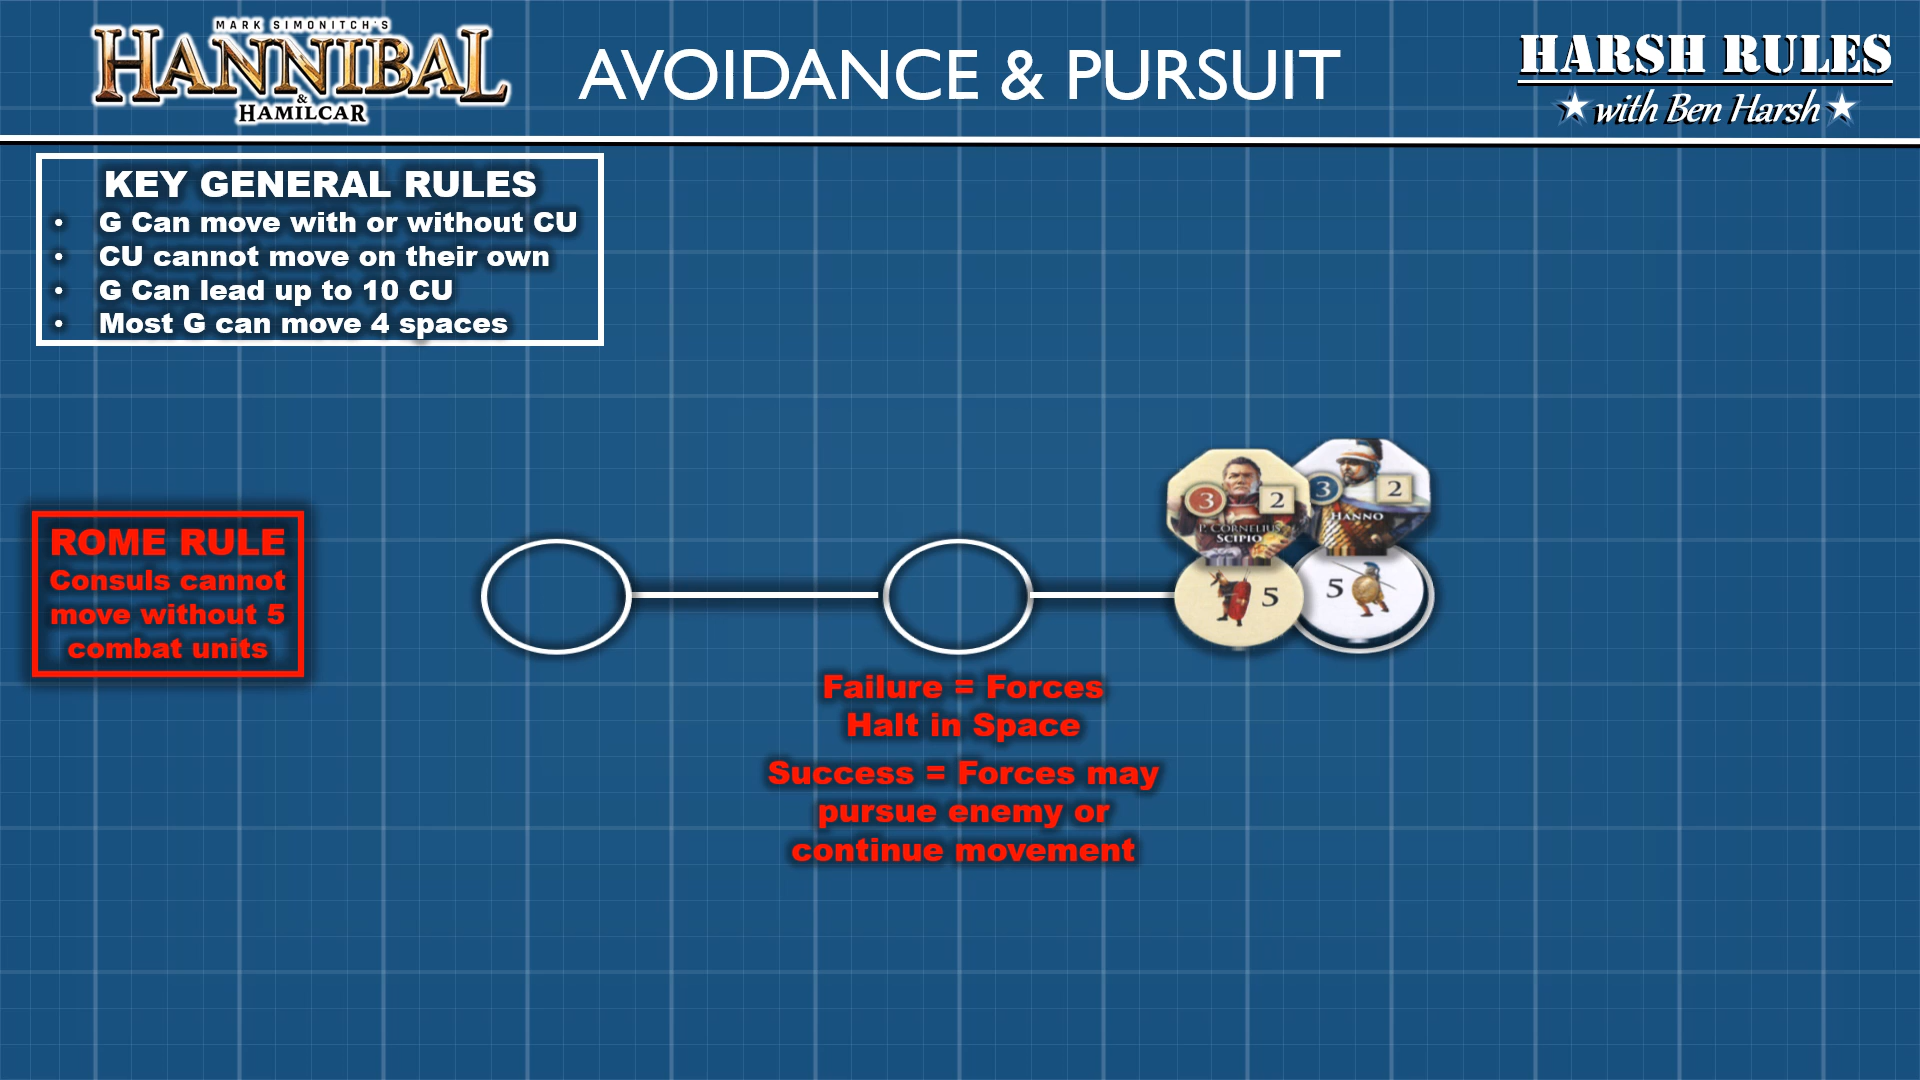 MARK SIMONITCH'S
HANNIBAL
&
HAMILCAR
AVOIDANCE & PURSUIT
HARSH RULES
with Ben Harsh
KEY GENERAL RULES
• G Can move with or without CU
• CU cannot move on their own
• G Can lead up to 10 CU
• Most G can move 4 spaces
ROME RULE
Consuls cannot
move without 5
combat units
3 2
P. CORNELIUS
SCIPIO
5
3 2
HANNO
5
Failure = Forces
Halt in Space
Success = Forces may
pursue enemy or
continue movement